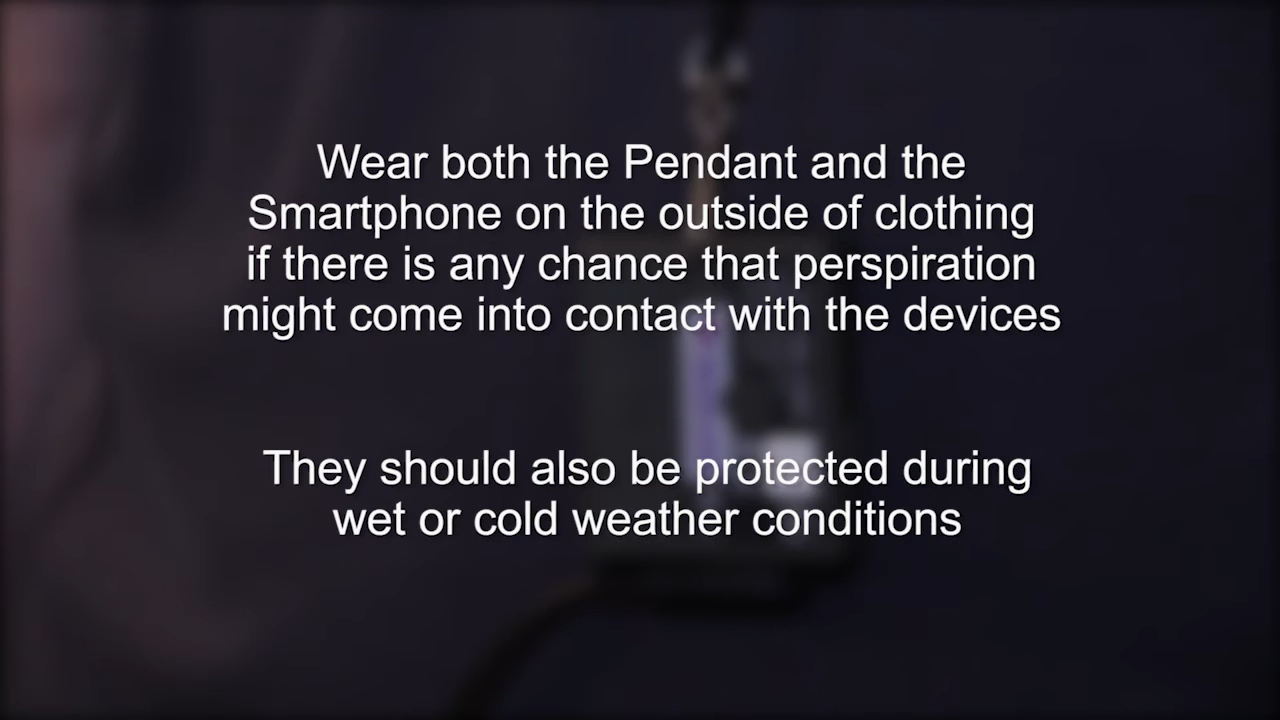 Wear both the Pendant and the
Smartphone on the outside of clothing
if there is any chance that perspiration
might come into contact with the devices
They should also be protected during
wet or cold weather conditions